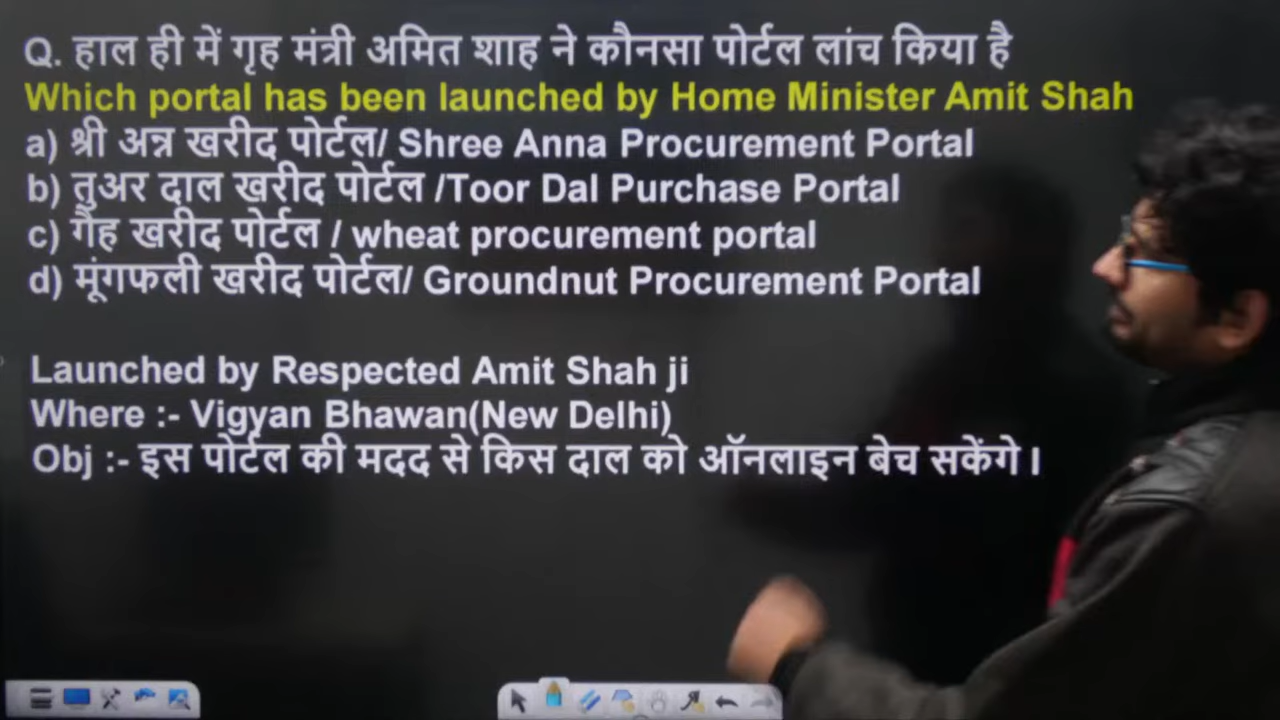 Q. हाल ही में गृह मंत्री अमित शाह ने कौनसा पोर्टल लांच किया है
Which portal has been launched by Home Minister Amit Shah
a) श्री अन्न खरीद पोर्टल/ Shree Anna Procurement Portal
b) तुअर दाल खरीद पोर्टल /Toor Dal Purchase Portal
c) गैंह खरीद पोर्टल / wheat procurement portal
d) मूंगफली खरीद पोर्टल/ Groundnut Procurement Portal
Launched by Respected Amit Shah ji
Where :- Vigyan Bhawan(New Delhi)
Obj :- इस पोर्टल की मदद से किस दाल को ऑनलाइन बेच सकेंगे।